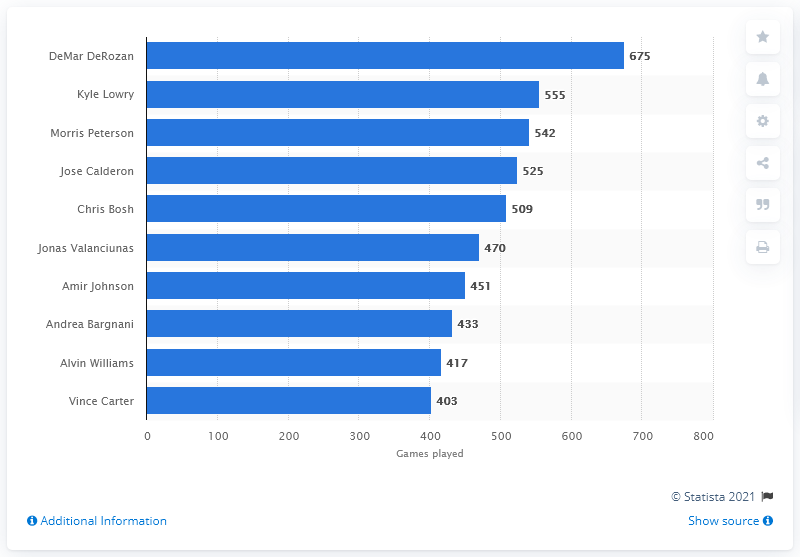 DeMar DeRozan 675
Kyle Lowry 555
Morris Peterson 542
Jose Calderon 525
Chris Bosh 509
Jonas Valanciunas 470
Amir Johnson 451
Andrea Bargnani 433
Alvin Williams 417
Vince Carter 403
0 100 200 300 400 500 600 700 800
Games played
© Statista 2021
Additional Information
Show source